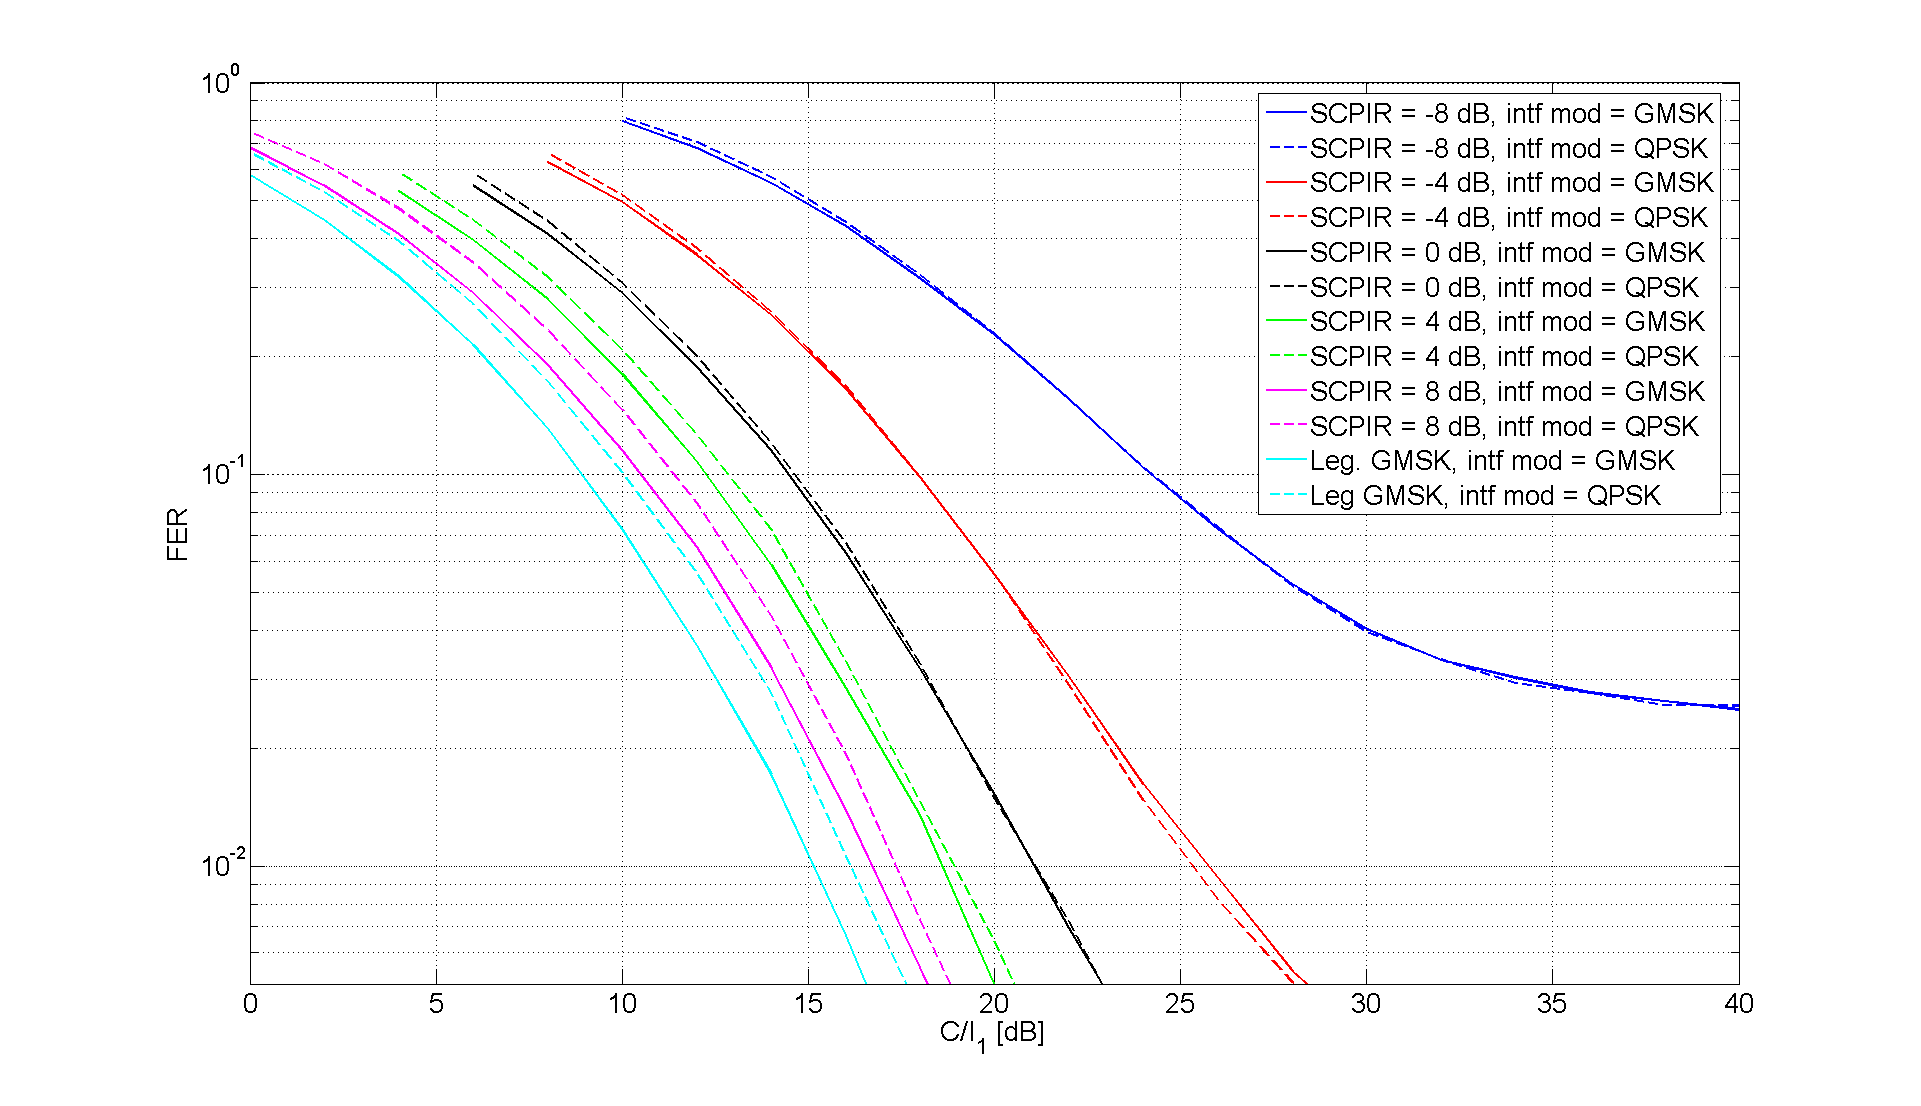 10^0
10^-1
10^-2
FER
SCPIR = -8 dB, intf mod = GMSK
SCPIR = -8 dB, intf mod = QPSK
SCPIR = -4 dB, intf mod = GMSK
SCPIR = -4 dB, intf mod = QPSK
SCPIR = 0 dB, intf mod = GMSK
SCPIR = 0 dB, intf mod = QPSK
SCPIR = 4 dB, intf mod = GMSK
SCPIR = 4 dB, intf mod = QPSK
SCPIR = 8 dB, intf mod = GMSK
SCPIR = 8 dB, intf mod = QPSK
Leg. GMSK, intf mod = GMSK
Leg GMSK, intf mod = QPSK
0 5 10 15 20 25 30 35 40
C/I_1 [dB]